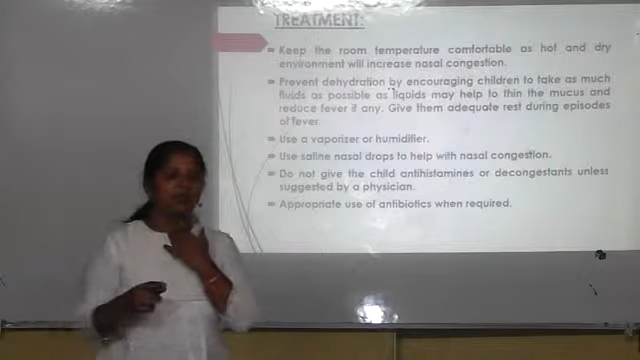 TREATMENT:
Keep the room temperature comfortable as hot and dry
environment will increase nasal congestion.
Prevent dehydration by encouraging children to take as much
fluids as possible as liquids may help to thin the mucus and
reduce fever if any. Give them adequate rest during episodes
of fever.
Use a vaporizer or humidifier.
Use saline nasal drops to help with nasal congestion.
Do not give the child antihistamines or decongestants unless
suggested by a physician.
Appropriate use of antibiotics when required.